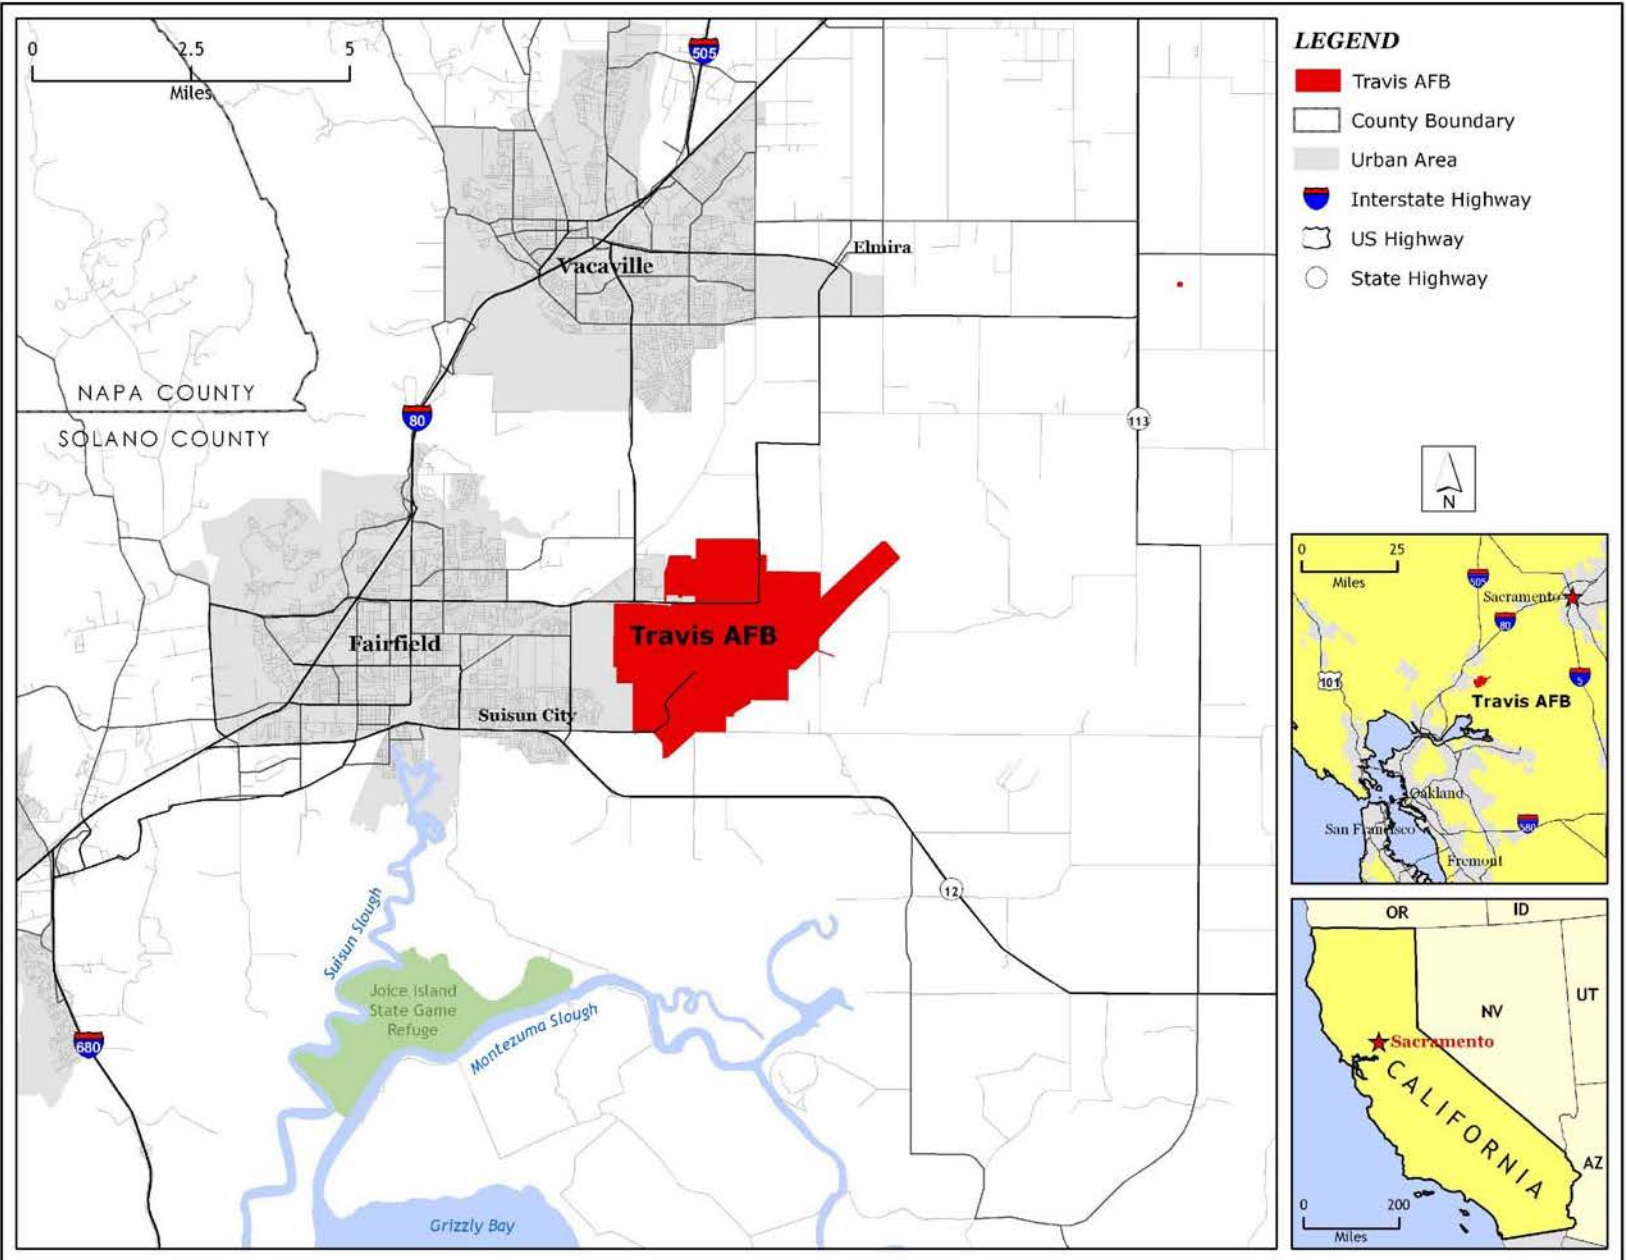 0 2.5 5
Miles
505
Vacaville
Elmira
NAPA COUNTY
SOLANO COUNTY
80
113
Travis AFB
Fairfield
Suisun City
12
Suisun Slough
Joice Island
State Game
Refuge
Montezuma Slough
680
Grizzly Bay
LEGEND
Travis AFB
County Boundary
Urban Area
Interstate Highway
US Highway
State Highway
N
0 25
Miles
505
Sacramento
80
101
5
Travis AFB
Oakland
San Francisco
580
Fremont
OR
ID
NV
UT
Sacramento
CALIFORNIA
AZ
0 200
Miles